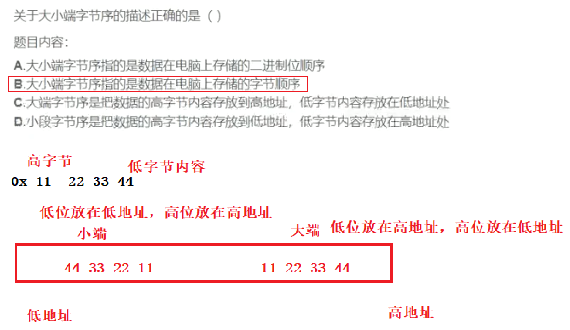 关于大小端字节序的描述正确的是（ ）
题目内容：
A.大小端字节序指的是数据在电脑上存储的二进制位顺序
B.大小端字节序指的是数据在电脑上存储的字节顺序
C.大端字节序是把数据的高字节内容存放到高地址，低字节内容存放在低地址处
D.小段字节序是把数据的高字节内容存放到低地址，低字节内容存放在高地址处
高字节 低字节内容
0x 11 22 33 44
低位放在低地址，高位放在高地址
小端 大端 低位放在高地址，高位放在低地址
44 33 22 11 11 22 33 44
低地址 高地址